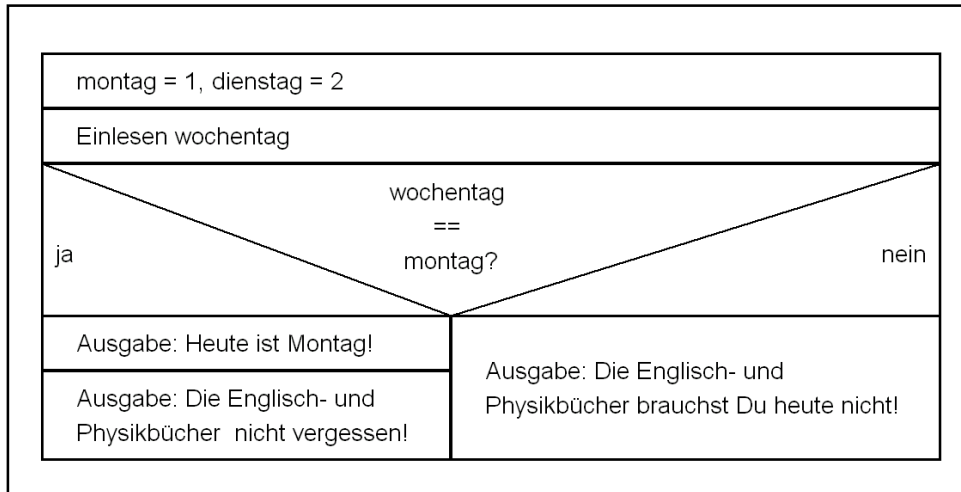 montag = 1, dienstag = 2
Einlesen wochentag
wochentag
==
montag?
ja
nein
Ausgabe: Heute ist Montag!
Ausgabe: Die Englisch- und
Physikbücher nicht vergessen!
Ausgabe: Die Englisch- und
Physikbücher brauchst Du heute nicht!